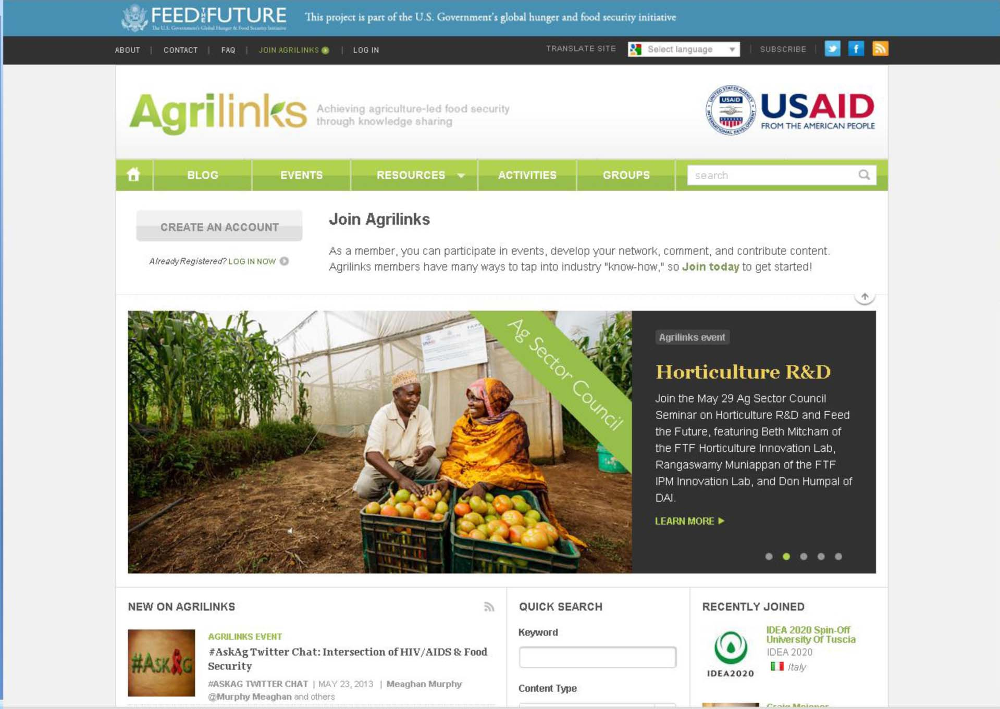 FEED THE FUTURE
The U.S. Government's Global Hunger & Food Security Initiative
This project is part of the U.S. Government's global hunger and food security initiative
ABOUT | CONTACT | FAQ | JOIN AGRILINKS | LOG IN
TRANSLATE SITE Select language | SUBSCRIBE |
Agrilinks
Achieving agriculture-led food security
through knowledge sharing
UNITED STATES AGENCY
USAID
INTERNATIONAL DEVELOPMENT
USAID
FROM THE AMERICAN PEOPLE
BLOG EVENTS RESOURCES ACTIVITIES GROUPS search
CREATE AN ACCOUNT
Already Registered? LOG IN NOW
Join Agrilinks
As a member, you can participate in events, develop your network, comment, and contribute content.
Agrilinks members have many ways to tap into industry "know-how," so Join today to get started!
USAID
TAPP
Ag Sector Council
Agrilinks event
Horticulture R&D
Join the May 29 Ag Sector Council
Seminar on Horticulture R&D and Feed
the Future, featuring Beth Mitcham of
the FTF Horticulture Innovation Lab,
Rangaswamy Muniappan of the FTF
IPM Innovation Lab, and Don Humpal of
DAI.
LEARN MORE
NEW ON AGRILINKS
#ASKAG
AGRILINKS EVENT
#AskAg Twitter Chat: Intersection of HIV/AIDS & Food
Security
#ASKAG TWITTER CHAT | MAY 23, 2013 | Meaghan Murphy
@Murphy Meaghan and others
QUICK SEARCH
Keyword
Content Type
RECENTLY JOINED
IDEA2020
IDEA 2020 Spin-Off
University Of Tuscia
IDEA 2020
Italy